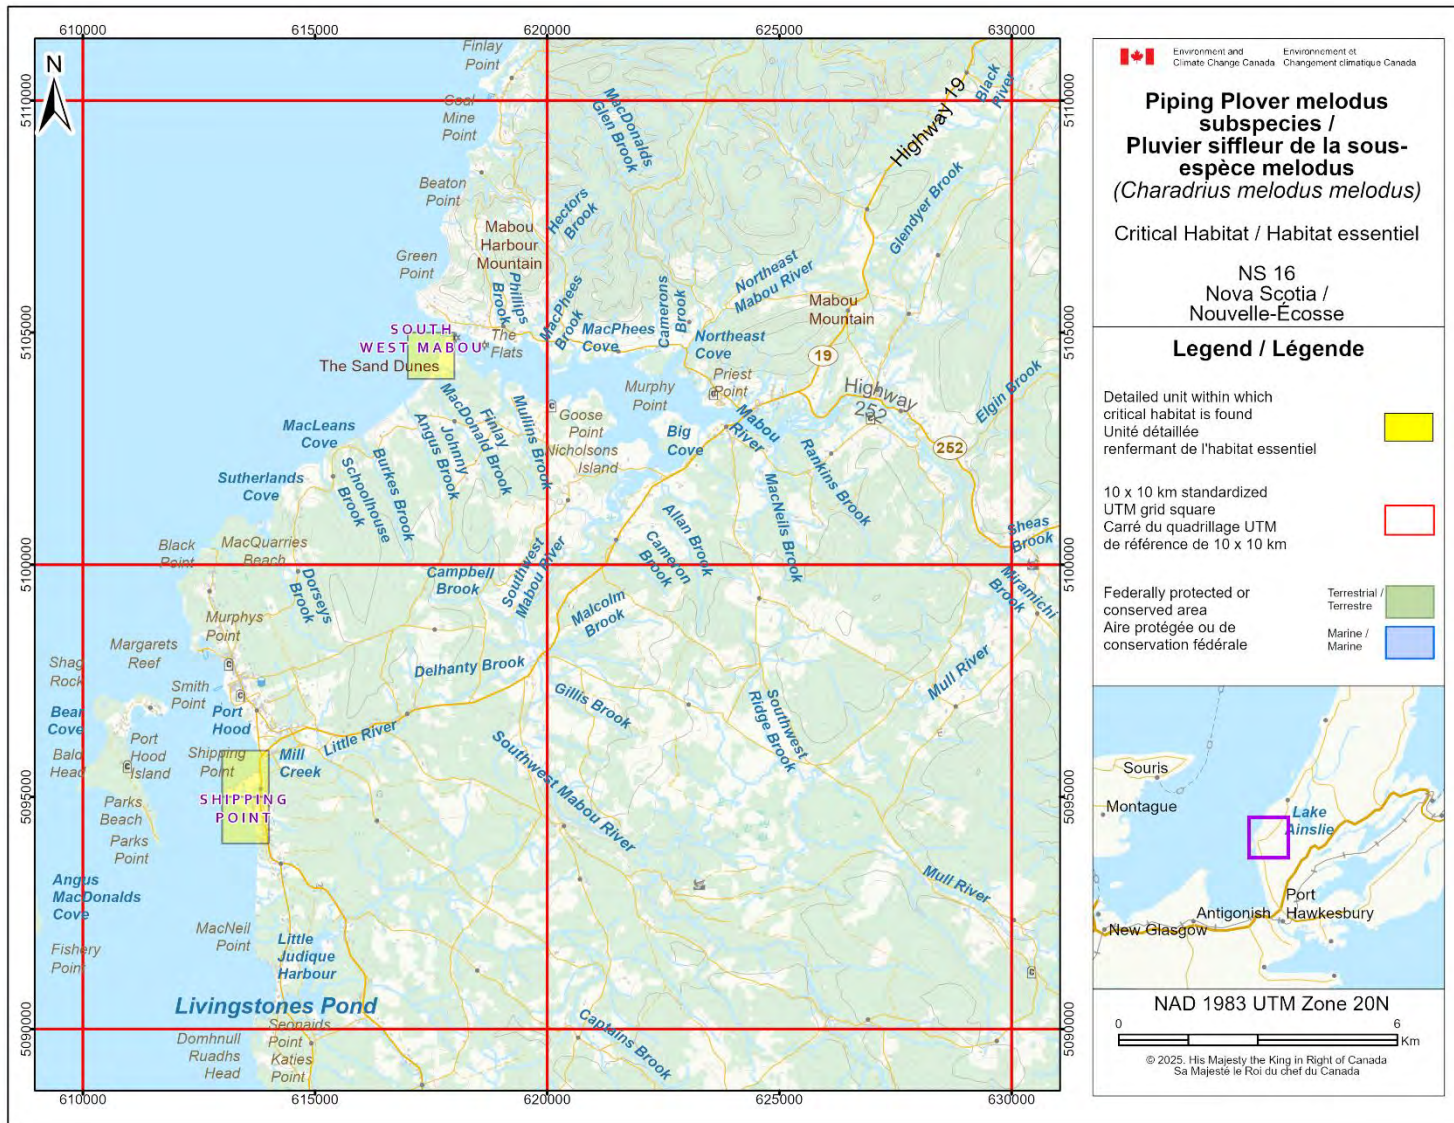 610000
615000
620000
625000
630000
N
5110000
5105000
5100000
5095000
5090000
Finlay
Point
Coal
Mine
Point
MacDonalds
Glen Brook
Highway 19
Black
River
5110000
Beaton
Point
Hectors
Brook
Glendyer Brook
Mabou
Harbour
Mountain
Green
Point
Phillips
Brook
MacPhees
Brook
Northeast
Mabou River
Camerons
Brook
Mabou
Mountain
SOUTH
WEST MABOU
The
Flats
MacPhees
Cove
Northeast
Cove
5105000
The Sand Dunes
19
Priest
Point
Murphy
Point
Highway
252
Elgin Brook
MacLeans
Cove
Angus Brook
Johnny
MacDonald Brook
Finlay
Mullins Brook
Goose
Point
Nicholsons
Island
Big
Cove
Mabou
River
252
Sutherlands
Cove
Schoolhouse
Brook
Burkes Brook
Rankins Brook
MacNeils Brook
Allan Brook
Cameron
Brook
Sheas
Brook
Black
Point
MacQuarries
Beach
Southwest
Mabou River
5100000
Dorseys
Brook
Campbell
Brook
Malcolm
Brook
Miramichi
Brook
Murphys
Point
Margarets
Reef
Delhanty Brook
Shag
Rock
Smith
Point
Gillis Brook
Southwest
Ridge Brook
Mull River
Bear
Cove
Port
Hood
Little River
Bald
Head
Port
Hood
Island
Shipping
Point
Mill
Creek
Southwest Mabou River
SHIPPING
POINT
5095000
Parks
Beach
Parks
Point
Mull River
Angus
MacDonalds
Cove
MacNeil
Point
Fishery
Point
Little
Judique
Harbour
Livingstones Pond
Seonaids
Point
Domhnull
Ruadhs
Head
Katies
Point
Captains Brook
5090000
610000
615000
620000
625000
630000
Environment and
Climate Change Canada
Environnement et
Changement climatique Canada
Piping Plover melodus
subspecies /
Pluvier siffleur de la sous-
espèce melodus
(Charadrius melodus melodus)
Critical Habitat / Habitat essentiel
NS 16
Nova Scotia /
Nouvelle-Écosse
Legend / Légende
Detailed unit within which
critical habitat is found
Unité détaillée
renfermant de l'habitat essentiel
10 x 10 km standardized
UTM grid square
Carré du quadrillage UTM
de référence de 10 x 10 km
Federally protected or
conserved area
Aire protégée ou de
conservation fédérale
Terrestrial /
Terrestre
Marine /
Marine
Souris
Montague
Lake
Ainslie
Port
Hawkesbury
Antigonish
New Glasgow
NAD 1983 UTM Zone 20N
0
6
Km
© 2025. His Majesty the King in Right of Canada
Sa Majesté le Roi du chef du Canada